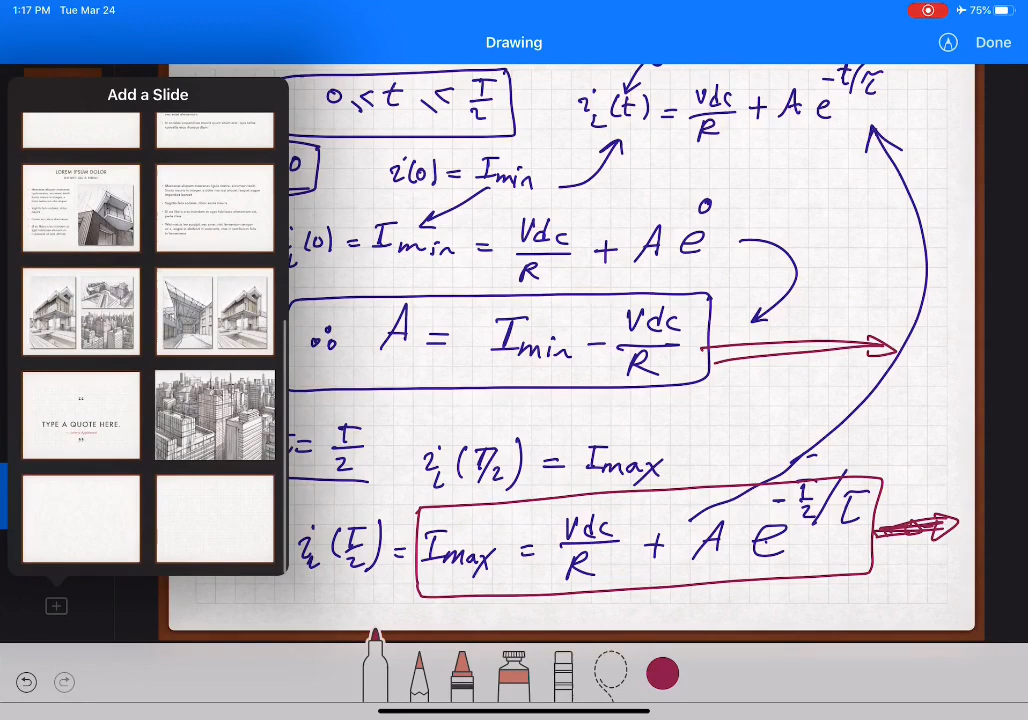 1:17 PM Tue Mar 24
75%
Drawing
Done
Add a Slide
LOREM IPSUM DOLOR
TYPE A QUOTE HERE.
0 < t < T/2
i_L(t) = Vdc/R + A e^(-t/τ)
i(0) = Imin
i_L(0) = Imin = Vdc/R + A e^0
∴ A = Imin - Vdc/R
t = T/2
i_L(T/2) = Imax
i_L(T/2) = Imax = Vdc/R + A e^(-T/2/τ)